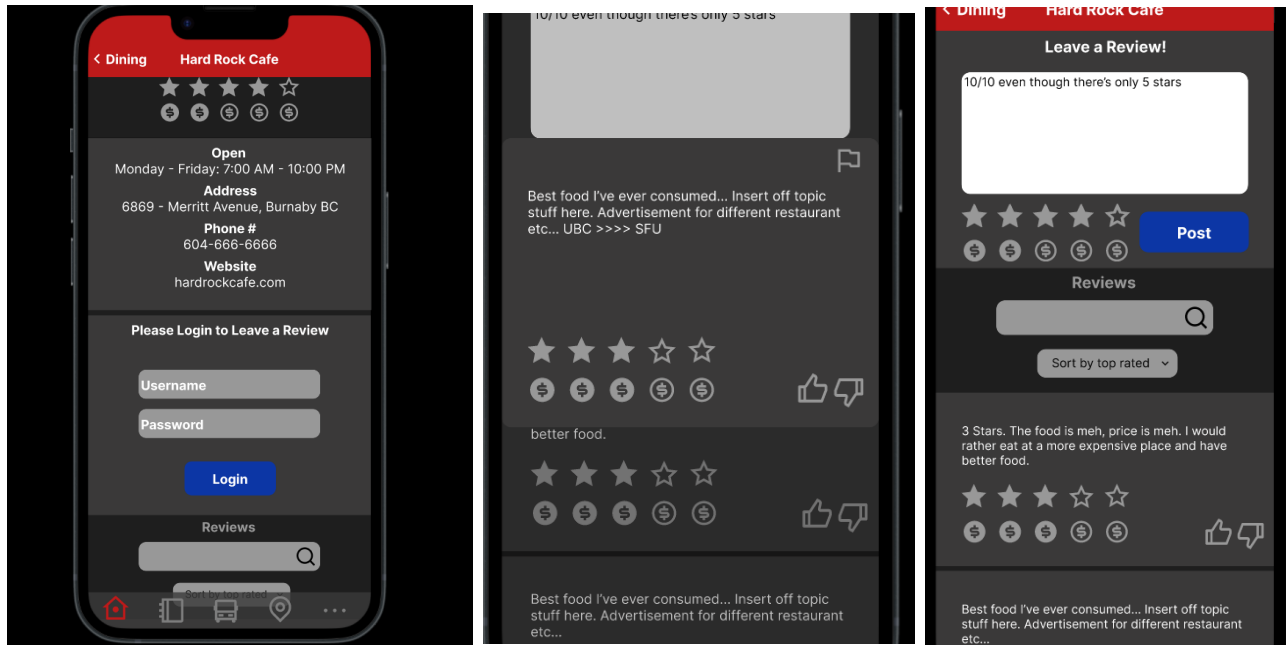 Dining Hard Rock Cafe
Open
Monday - Friday: 7:00 AM - 10:00 PM
Address
6869 - Merritt Avenue, Burnaby BC
Phone #
604-666-6666
Website
hardrockcafe.com
Please Login to Leave a Review
Username
Password
Login
Reviews
Sort by top rated
10/10 even though there's only 5 stars
Best food I've ever consumed... Insert off topic
stuff here. Advertisement for different restaurant
etc... UBC >>>> SFU
better food.
Best food I've ever consumed... Insert off topic
stuff here. Advertisement for different restaurant
etc...
Dining Hard Rock Cafe
Leave a Review!
10/10 even though there's only 5 stars
Post
Reviews
Sort by top rated
3 Stars. The food is meh, price is meh. I would
rather eat at a more expensive place and have
better food.
Best food I've ever consumed... Insert off topic
stuff here. Advertisement for different restaurant
etc...